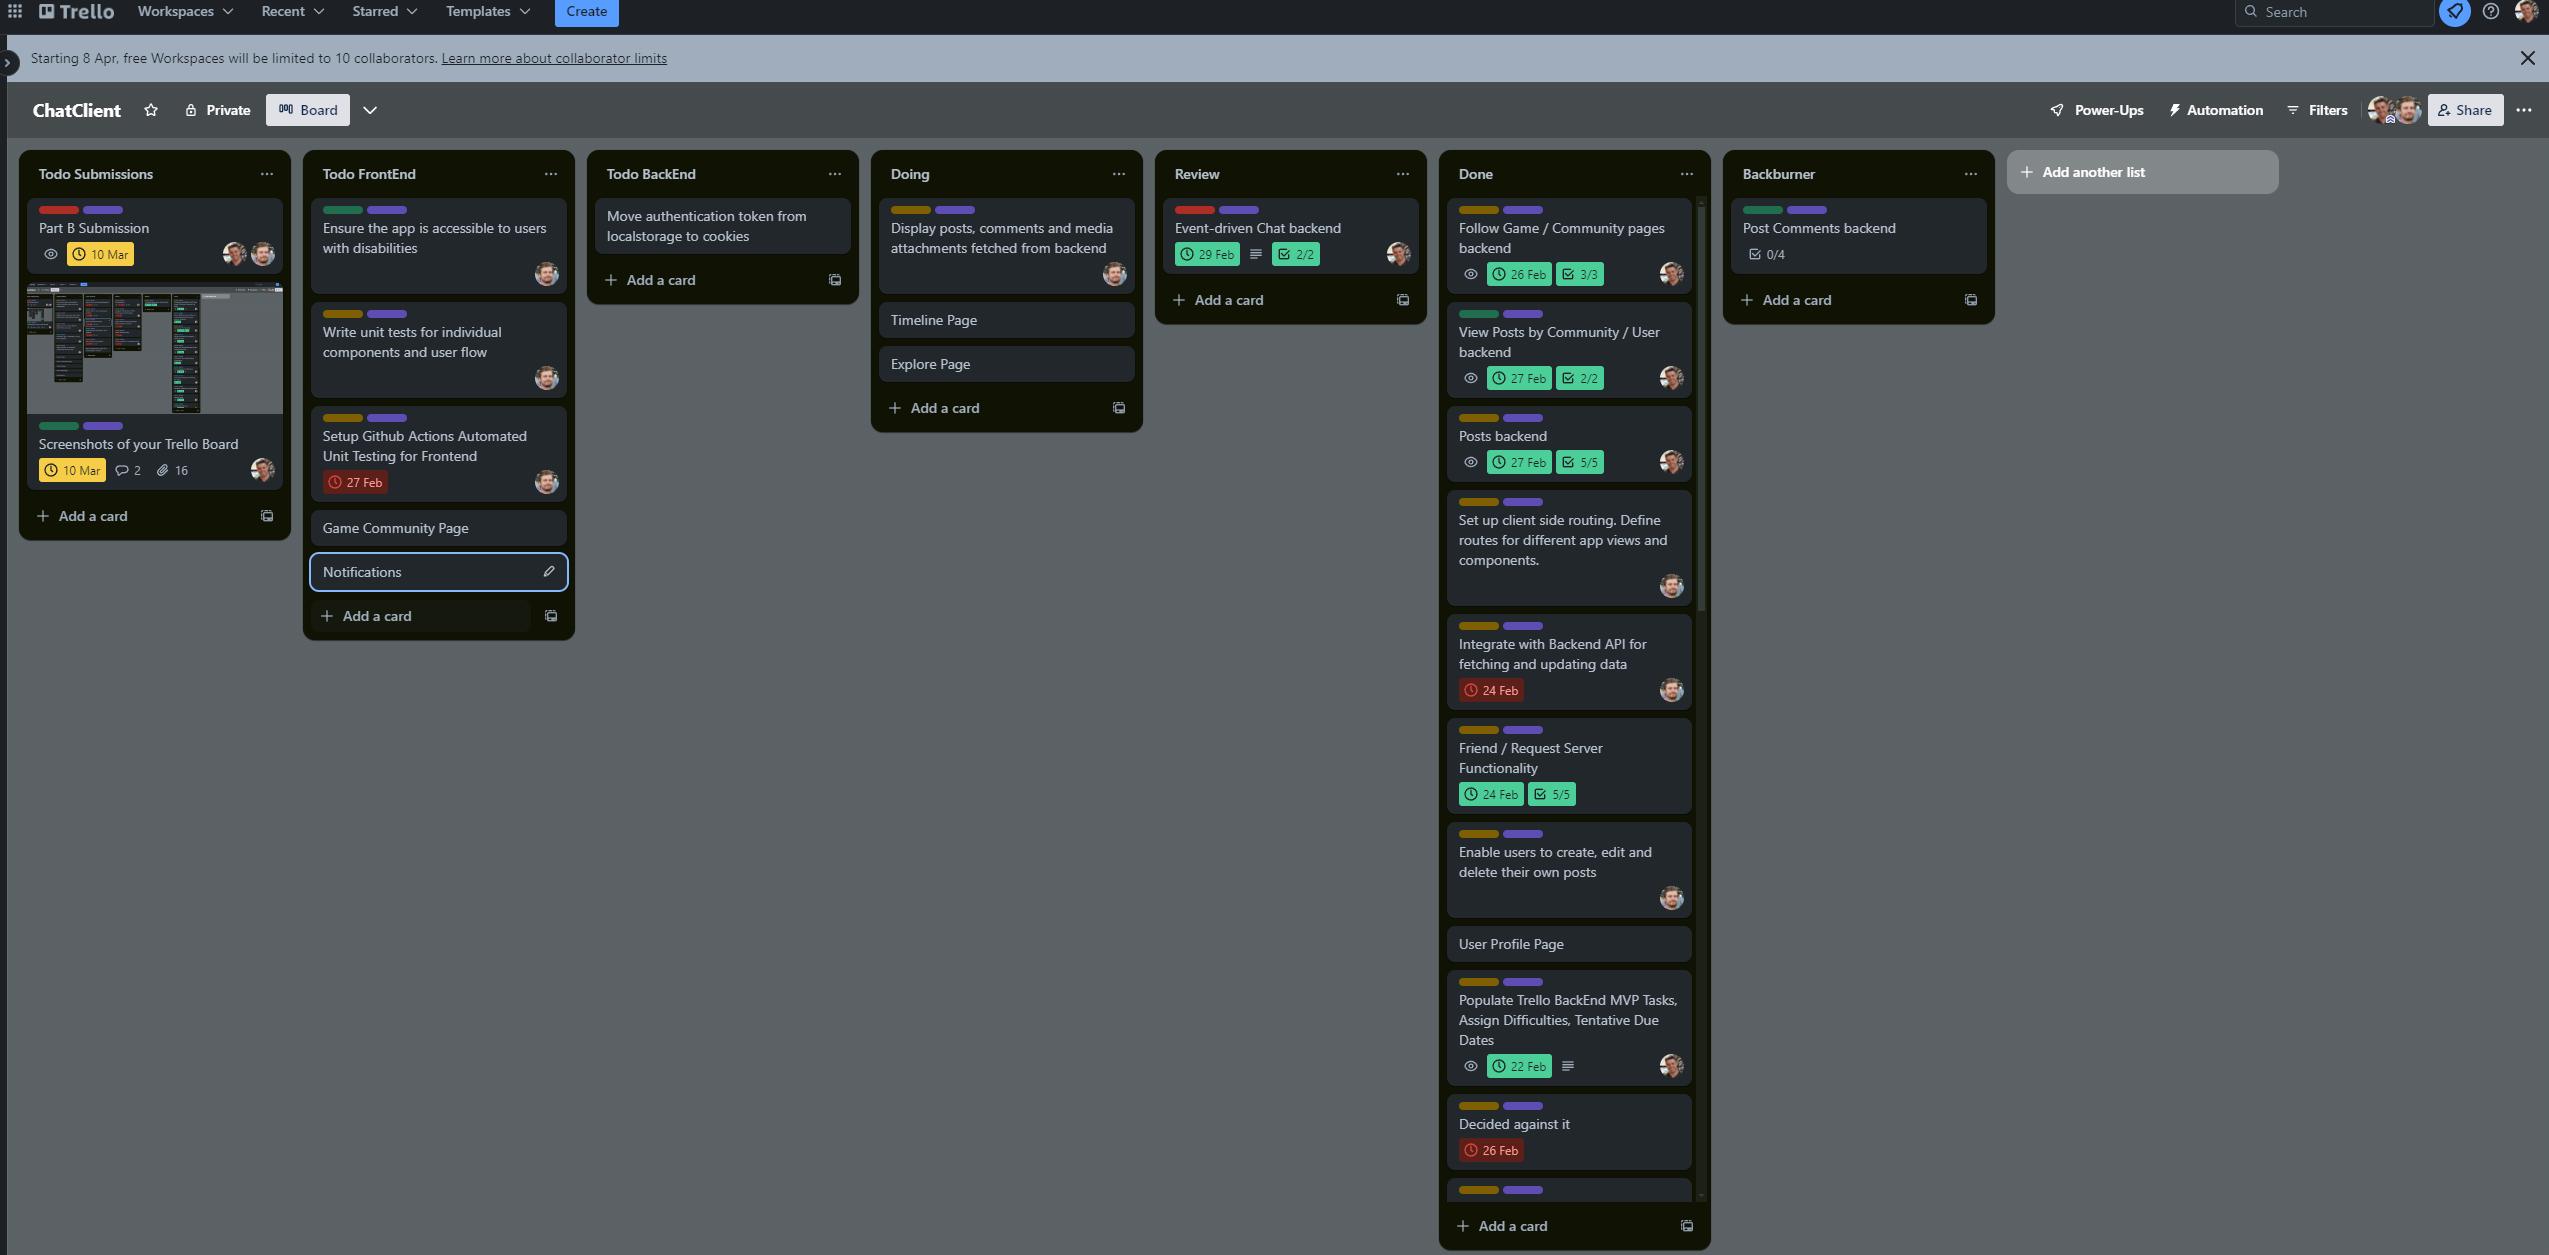 Trello
Workspaces
Recent
Starred
Templates
Create
Search
Starting 8 Apr, free Workspaces will be limited to 10 collaborators. Learn more about collaborator limits
ChatClient
Private
Board
Power-Ups
Automation
Filters
Share
Todo Submissions
Part B Submission
10 Mar
Screenshots of your Trello Board
10 Mar
2
16
Add a card
Todo FrontEnd
Ensure the app is accessible to users
with disabilities
Write unit tests for individual
components and user flow
Setup Github Actions Automated
Unit Testing for Frontend
27 Feb
Game Community Page
Notifications
Add a card
Todo BackEnd
Move authentication token from
localstorage to cookies
Add a card
Doing
Display posts, comments and media
attachments fetched from backend
Timeline Page
Explore Page
Add a card
Review
Event-driven Chat backend
29 Feb
2/2
Add a card
Done
Follow Game / Community pages
backend
26 Feb
3/3
View Posts by Community / User
backend
27 Feb
2/2
Posts backend
27 Feb
5/5
Set up client side routing. Define
routes for different app views and
components.
Integrate with Backend API for
fetching and updating data
24 Feb
Friend / Request Server
Functionality
24 Feb
5/5
Enable users to create, edit and
delete their own posts
User Profile Page
Populate Trello BackEnd MVP Tasks,
Assign Difficulties, Tentative Due
Dates
22 Feb
Decided against it
26 Feb
Add a card
Backburner
Post Comments backend
0/4
Add a card
Add another list